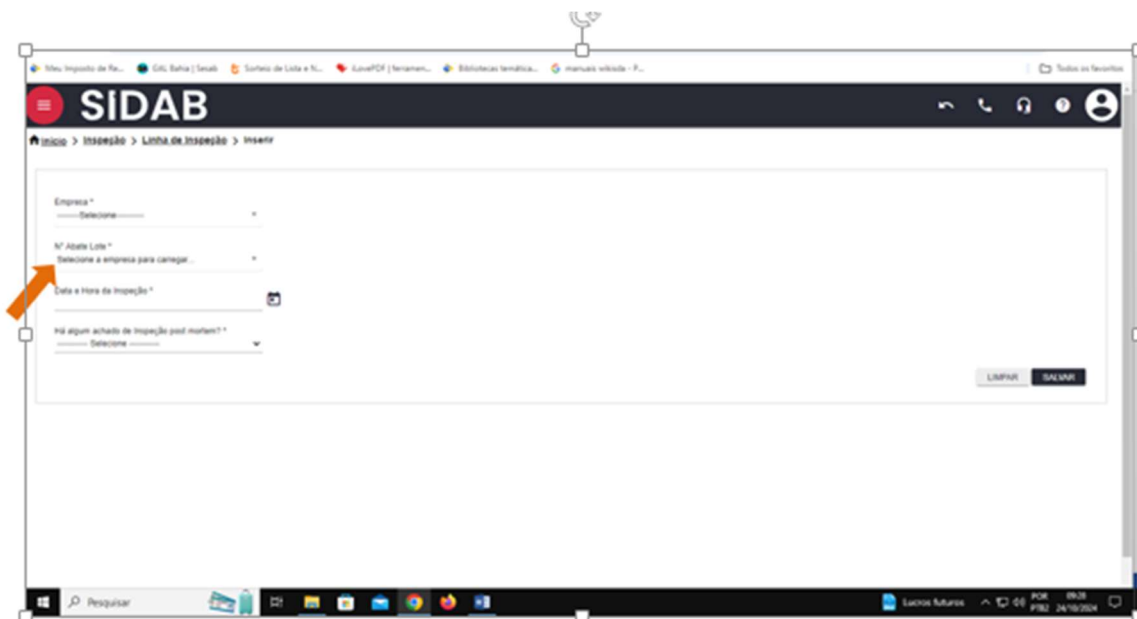 Meu Imposto de Re... GAL Bahia | Sesab Sorteio de Lista e N... iLovePDF | ferramen... Bibliotecas temática... manuais wikisda - P... Todos os favoritos
SIDAB
Início > Inspeção > Linha de Inspeção > Inserir
Empresa *
--------Selecione---------
N° Abate Lote *
Selecione a empresa para carregar...
Data e Hora da Inspeção *
Há algum achado de Inspeção post mortem? *
--------- Selecione ---------
LIMPAR SALVAR
Pesquisar Lucros futuros POR 09:28
PTB2 24/10/2024